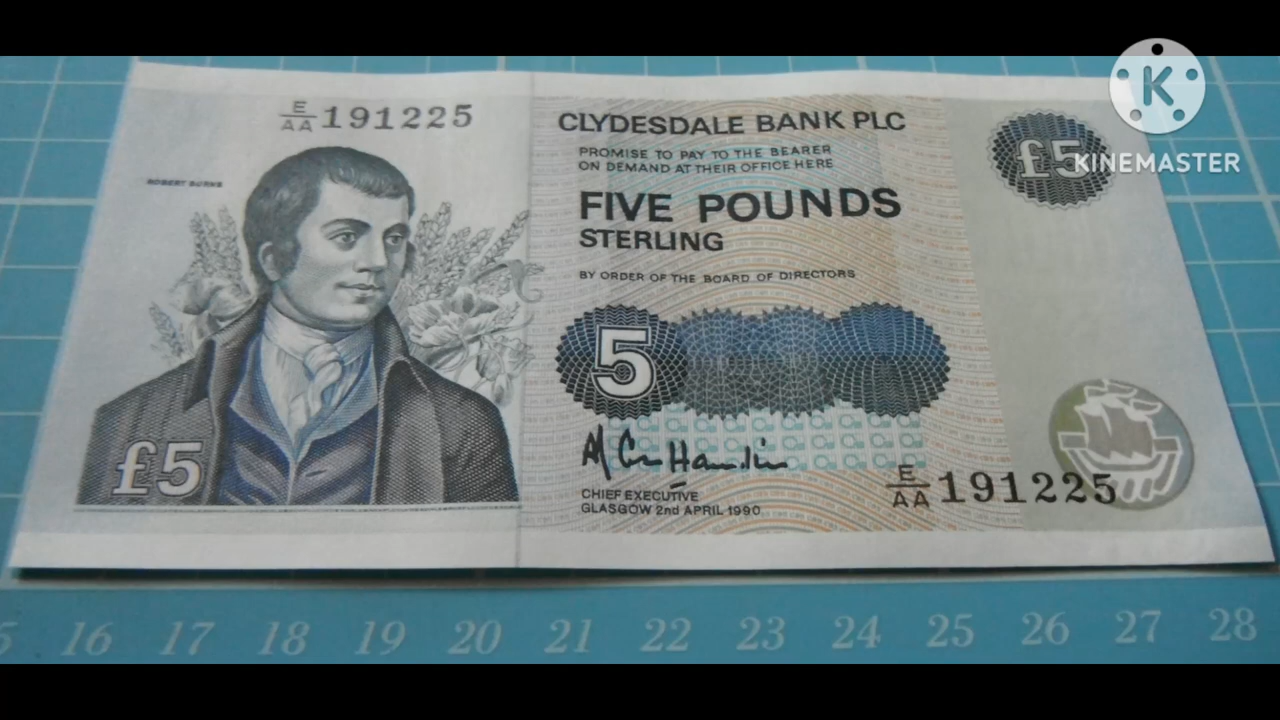 E/AA 191225
ROBERT BURNS
£5
CLYDESDALE BANK PLC
PROMISE TO PAY TO THE BEARER
ON DEMAND AT THEIR OFFICE HERE
FIVE POUNDS
STERLING
BY ORDER OF THE BOARD OF DIRECTORS
5
CHIEF EXECUTIVE
GLASGOW 2nd APRIL 1990
£5
K
KINEMASTER
E/AA 191225
16 17 18 19 20 21 22 23 24 25 26 27 28